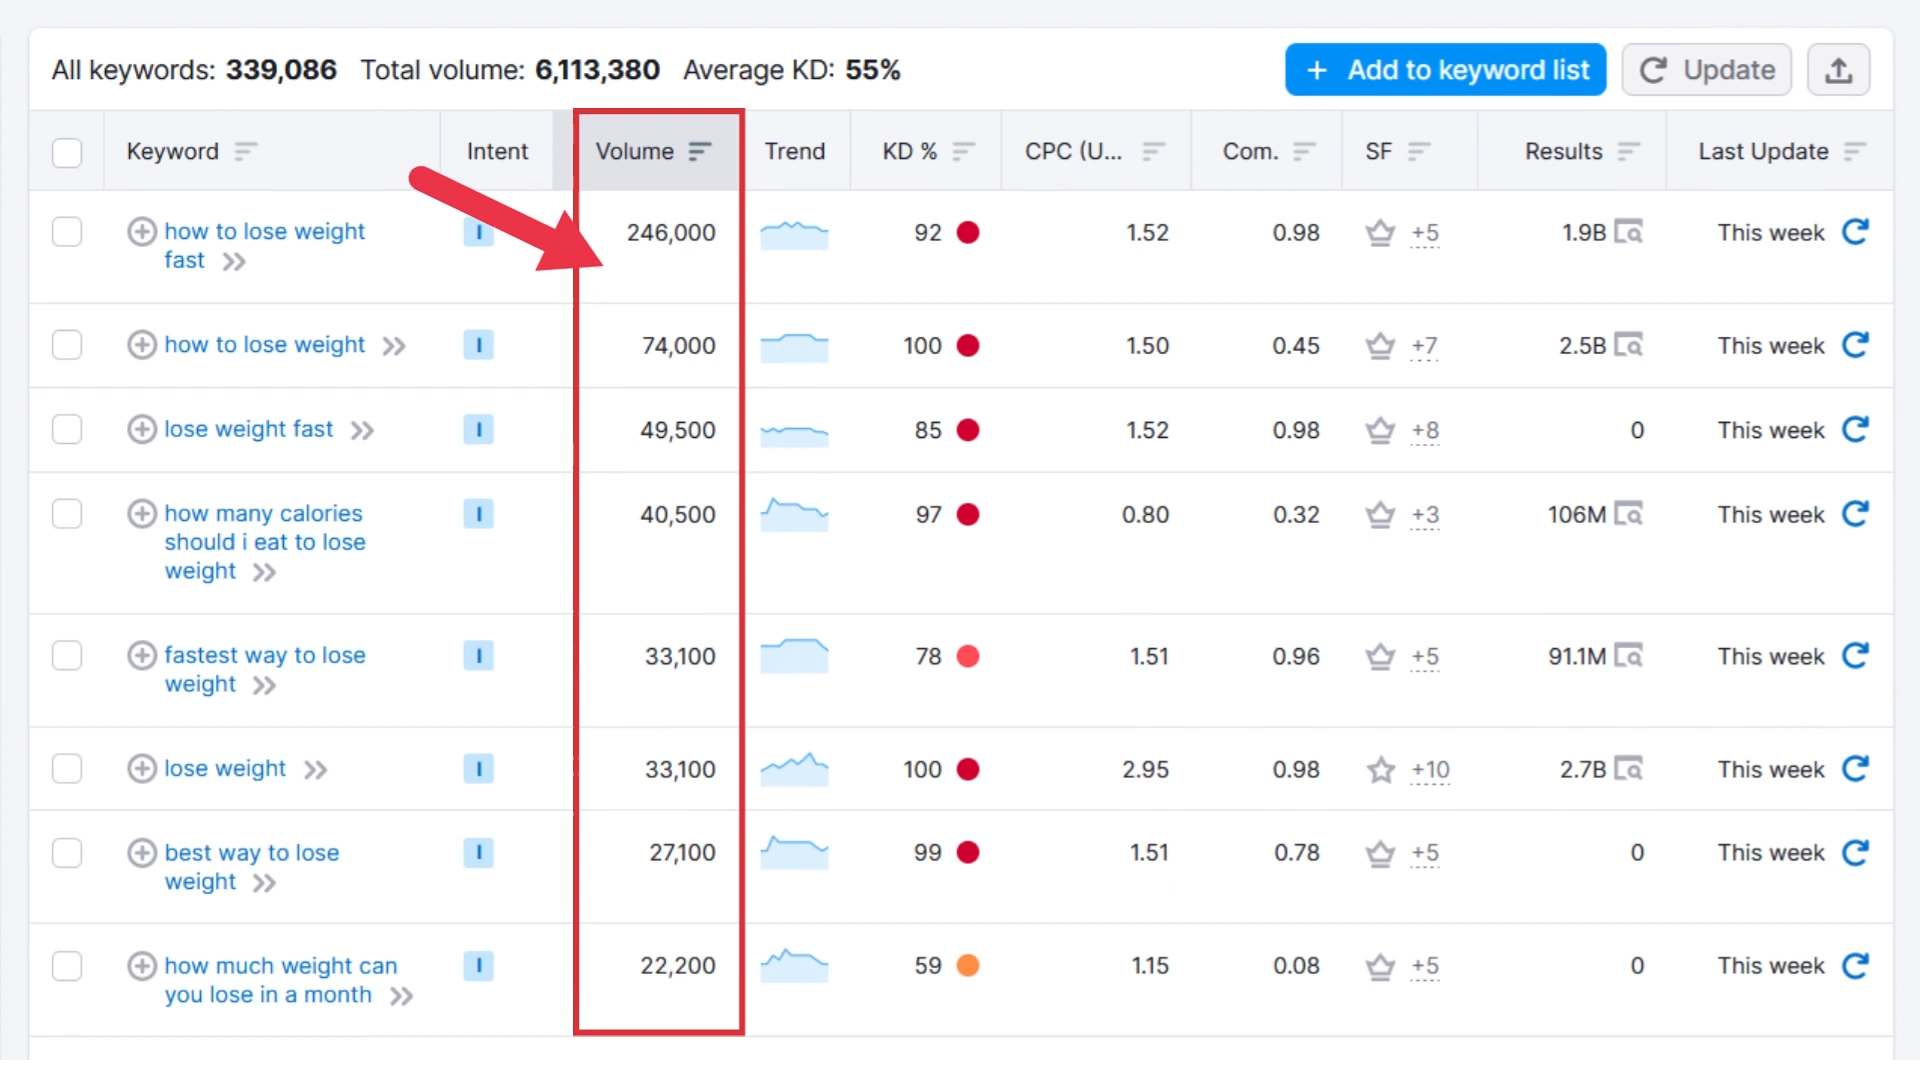 All keywords: 339,086 Total volume: 6,113,380 Average KD: 55%
+ Add to keyword list Update
Keyword Intent Volume Trend KD % CPC (U... Com. SF Results Last Update
how to lose weight fast I 246,000 92 1.52 0.98 +5 1.9B This week
how to lose weight I 74,000 100 1.50 0.45 +7 2.5B This week
lose weight fast I 49,500 85 1.52 0.98 +8 0 This week
how many calories should i eat to lose weight I 40,500 97 0.80 0.32 +3 106M This week
fastest way to lose weight I 33,100 78 1.51 0.96 +5 91.1M This week
lose weight I 33,100 100 2.95 0.98 +10 2.7B This week
best way to lose weight I 27,100 99 1.51 0.78 +5 0 This week
how much weight can you lose in a month I 22,200 59 1.15 0.08 +5 0 This week